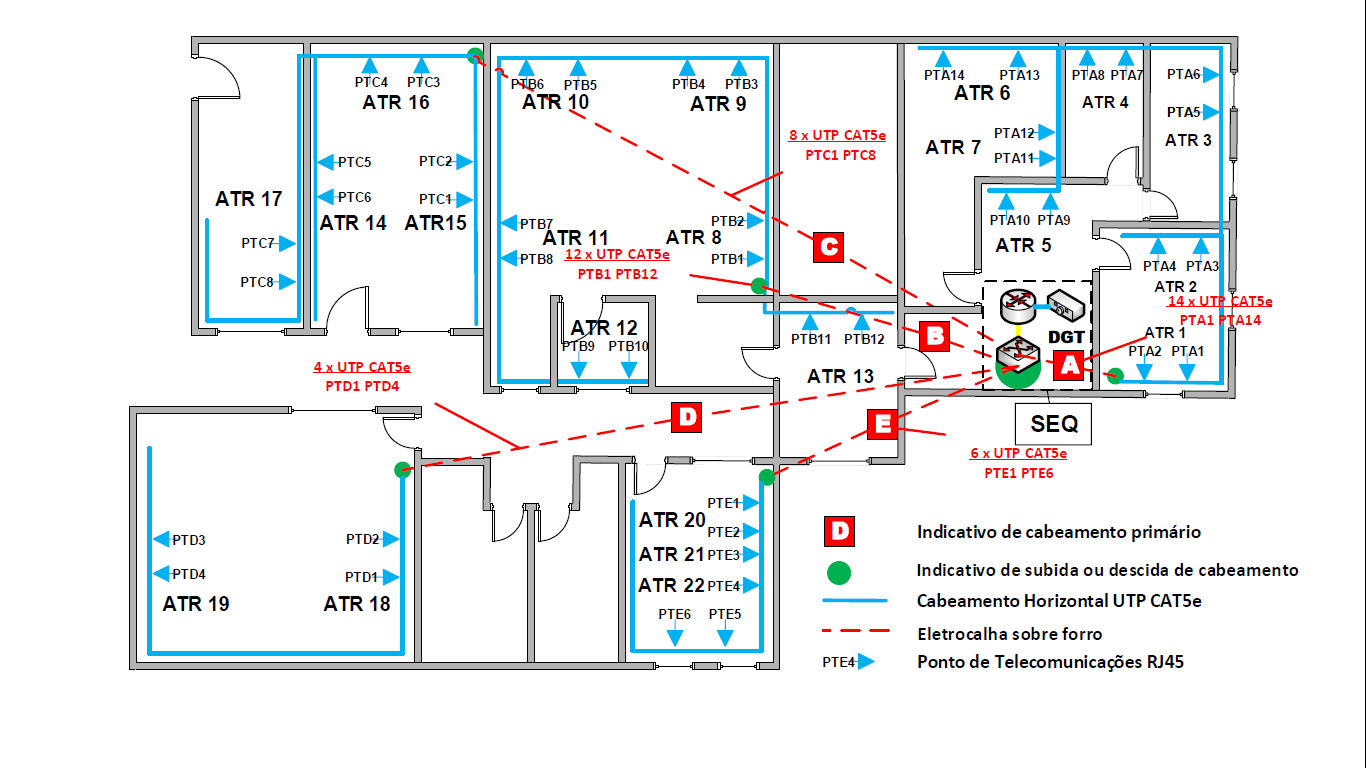 PTC4
PTC3
ATR 16
PTC5
PTC2
PTC6
PTC1
ATR 17
ATR 14
ATR15
PTC7
PTC8
PTB6
PTB5
PTB4
PTB3
ATR 10
ATR 9
PTB7
PTB2
ATR 11
ATR 8
PTB8
PTB1
12 x UTP CAT5e
PTB1 PTB12
8 x UTP CAT5e
PTC1 PTC8
C
ATR 12
PTB9
PTB10
PTB11
PTB12
ATR 13
B
PTA14
PTA13
ATR 6
PTA12
ATR 7
PTA11
PTA8
PTA7
ATR 4
PTA6
PTA5
ATR 3
PTA10
PTA9
ATR 5
PTA4
PTA3
ATR 2
14 x UTP CAT5e
PTA1 PTA14
ATR 1
PTA2
PTA1
DGT
A
SEQ
4 x UTP CAT5e
PTD1 PTD4
D
E
6 x UTP CAT5e
PTE1 PTE6
PTD3
PTD2
PTD4
PTD1
ATR 19
ATR 18
PTE1
ATR 20
PTE2
ATR 21
PTE3
ATR 22
PTE4
PTE6
PTE5
D
Indicativo de cabeamento primário
Indicativo de subida ou descida de cabeamento
Cabeamento Horizontal UTP CAT5e
Eletrocalha sobre forro
PTE4
Ponto de Telecomunicações RJ45